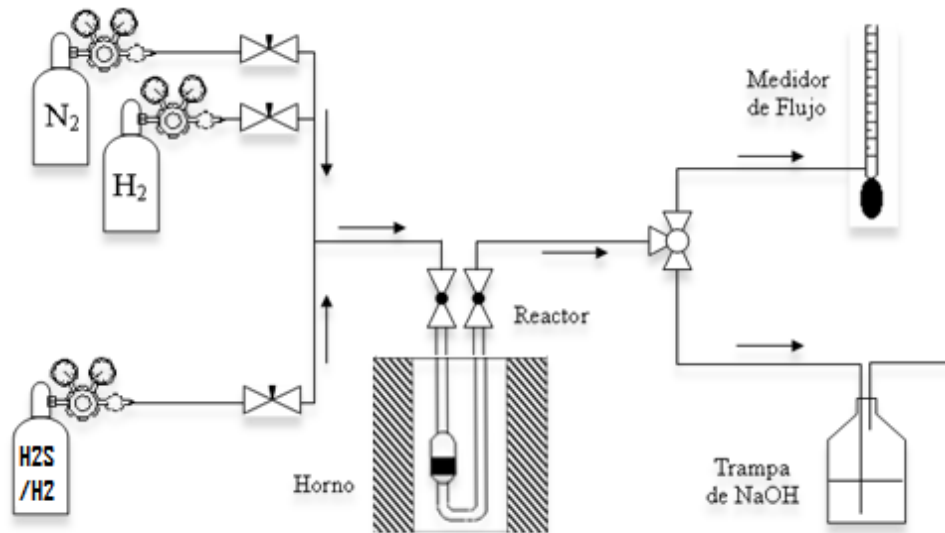 N₂
H₂
Medidor
de Flujo
Reactor
H2S
/H2
Horno
Trampa
de NaOH